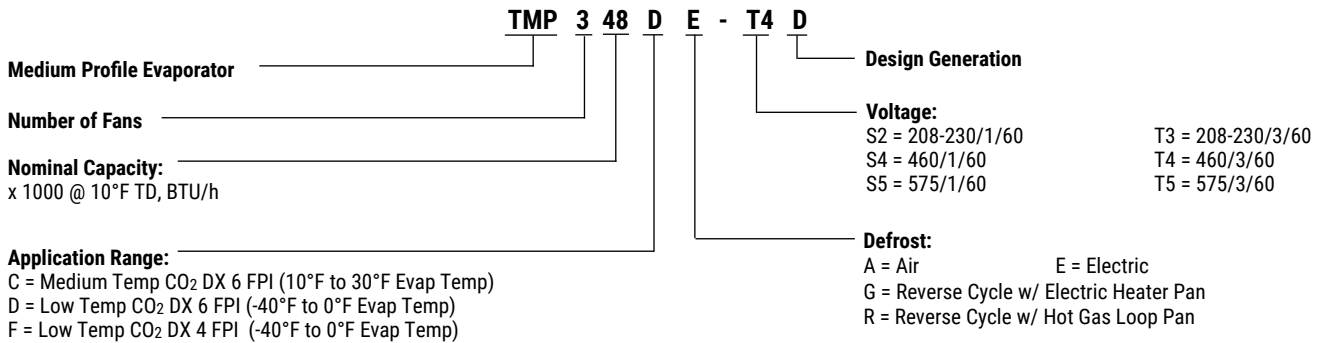 TMP 3 48 D E - T4 D
Medium Profile Evaporator
Number of Fans
Nominal Capacity:
x 1000 @ 10°F TD, BTU/h
Application Range:
C = Medium Temp CO2 DX 6 FPI (10°F to 30°F Evap Temp)
D = Low Temp CO2 DX 6 FPI (-40°F to 0°F Evap Temp)
F = Low Temp CO2 DX 4 FPI (-40°F to 0°F Evap Temp)
Design Generation
Voltage:
S2 = 208-230/1/60 T3 = 208-230/3/60
S4 = 460/1/60 T4 = 460/3/60
S5 = 575/1/60 T5 = 575/3/60
Defrost:
A = Air E = Electric
G = Reverse Cycle w/ Electric Heater Pan
R = Reverse Cycle w/ Hot Gas Loop Pan